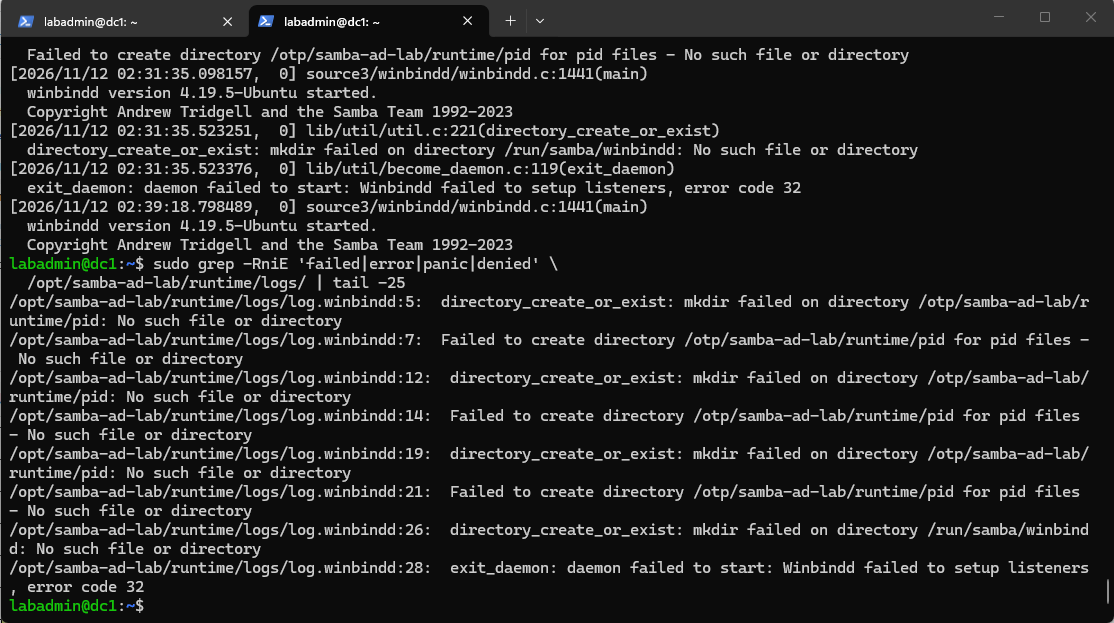 labadmin@dc1: ~
labadmin@dc1: ~
  Failed to create directory /otp/samba-ad-lab/runtime/pid for pid files - No such file or directory
[2026/11/12 02:31:35.098157,  0] source3/winbindd/winbindd.c:1441(main)
  winbindd version 4.19.5-Ubuntu started.
  Copyright Andrew Tridgell and the Samba Team 1992-2023
[2026/11/12 02:31:35.523251,  0] lib/util/util.c:221(directory_create_or_exist)
  directory_create_or_exist: mkdir failed on directory /run/samba/winbindd: No such file or directory
[2026/11/12 02:31:35.523376,  0] lib/util/become_daemon.c:119(exit_daemon)
  exit_daemon: daemon failed to start: Winbindd failed to setup listeners, error code 32
[2026/11/12 02:39:18.798489,  0] source3/winbindd/winbindd.c:1441(main)
  winbindd version 4.19.5-Ubuntu started.
  Copyright Andrew Tridgell and the Samba Team 1992-2023
labadmin@dc1:~$ sudo grep -RniE 'failed|error|panic|denied' \
  /opt/samba-ad-lab/runtime/logs/ | tail -25
/opt/samba-ad-lab/runtime/logs/log.winbindd:5:  directory_create_or_exist: mkdir failed on directory /otp/samba-ad-lab/r
untime/pid: No such file or directory
/opt/samba-ad-lab/runtime/logs/log.winbindd:7:  Failed to create directory /otp/samba-ad-lab/runtime/pid for pid files -
 No such file or directory
/opt/samba-ad-lab/runtime/logs/log.winbindd:12:  directory_create_or_exist: mkdir failed on directory /otp/samba-ad-lab/
runtime/pid: No such file or directory
/opt/samba-ad-lab/runtime/logs/log.winbindd:14:  Failed to create directory /otp/samba-ad-lab/runtime/pid for pid files
- No such file or directory
/opt/samba-ad-lab/runtime/logs/log.winbindd:19:  directory_create_or_exist: mkdir failed on directory /otp/samba-ad-lab/
runtime/pid: No such file or directory
/opt/samba-ad-lab/runtime/logs/log.winbindd:21:  Failed to create directory /otp/samba-ad-lab/runtime/pid for pid files
- No such file or directory
/opt/samba-ad-lab/runtime/logs/log.winbindd:26:  directory_create_or_exist: mkdir failed on directory /run/samba/winbind
d: No such file or directory
/opt/samba-ad-lab/runtime/logs/log.winbindd:28:  exit_daemon: daemon failed to start: Winbindd failed to setup listeners
, error code 32
labadmin@dc1:~$